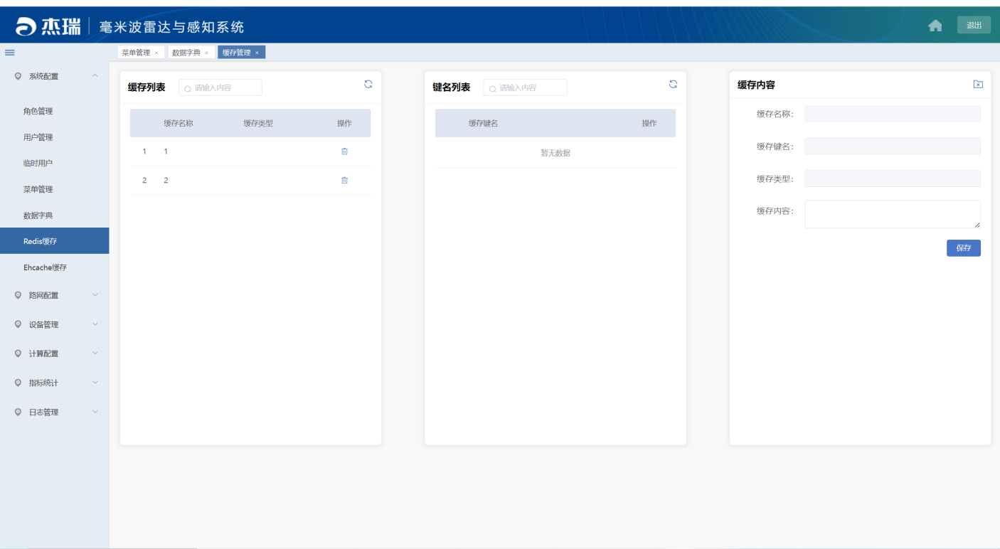 杰瑞 毫米波雷达与感知系统 退出
菜单管理 × 数据字典 × 缓存管理 ×
系统配置
角色管理
用户管理
临时用户
菜单管理
数据字典
Redis缓存
Ehcache缓存
路网配置
设备管理
计算配置
指标统计
日志管理
缓存列表 请输入内容
缓存名称 缓存类型 操作
1 1
2 2
键名列表 请输入内容
缓存键名 操作
暂无数据
缓存内容
缓存名称:
缓存键名:
缓存类型:
缓存内容:
保存